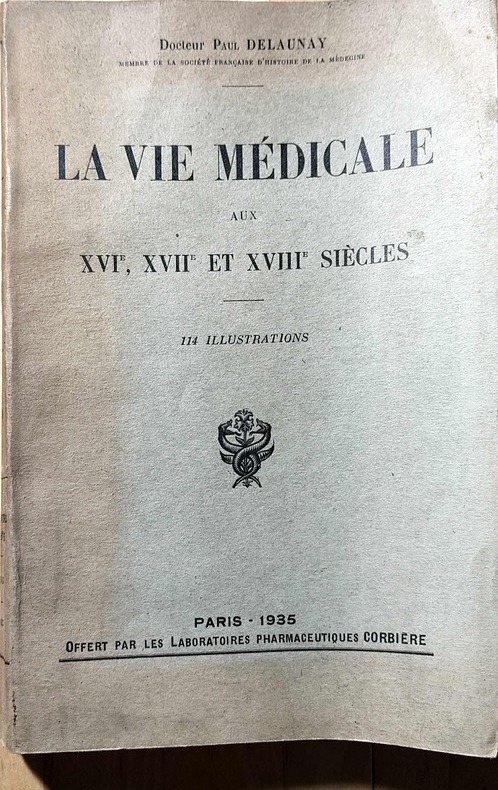 Docteur Paul DELAUNAY
MEMBRE DE LA SOCIÉTÉ FRANÇAISE D'HISTOIRE DE LA MÉDECINE
LA VIE MÉDICALE
AUX
XVIE, XVIIE ET XVIIIE SIÈCLES
114 ILLUSTRATIONS
PARIS - 1935
OFFERT PAR LES LABORATOIRES PHARMACEUTIQUES CORBIÈRE